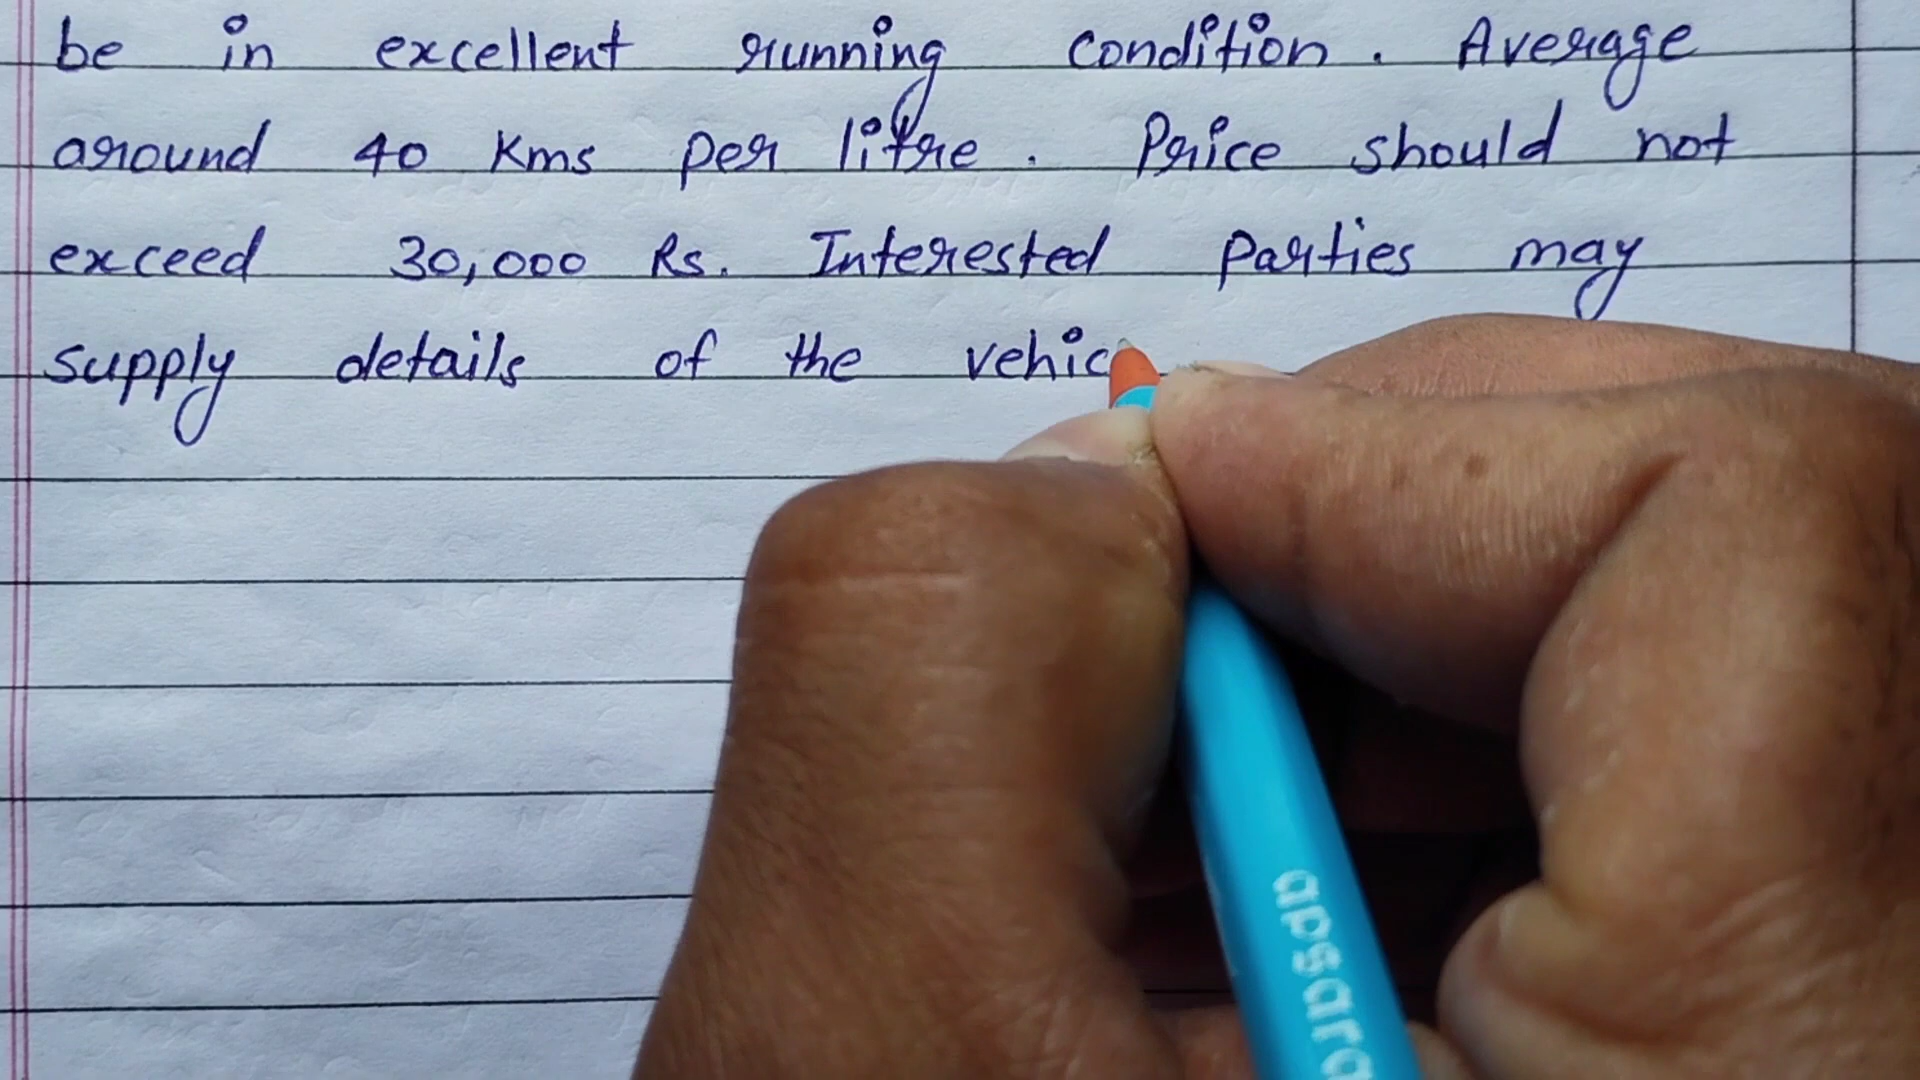 be in excellent running condition. Average
around 40 Kms per litre. Price should not
exceed 30,000 Rs. Interested parties may
supply details of the vehic
apsara